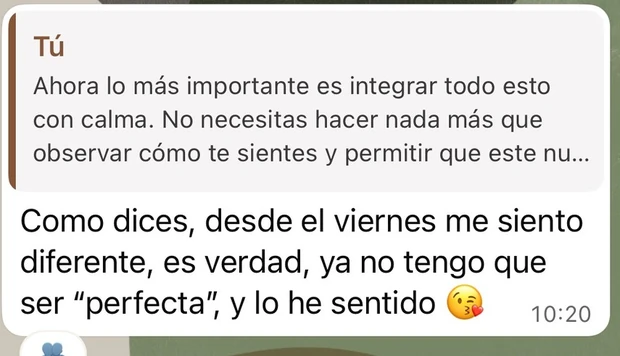 Tú
Ahora lo más importante es integrar todo esto
con calma. No necesitas hacer nada más que
observar cómo te sientes y permitir que este nu...
Como dices, desde el viernes me siento
diferente, es verdad, ya no tengo que
ser “perfecta”, y lo he sentido 😘
10:20